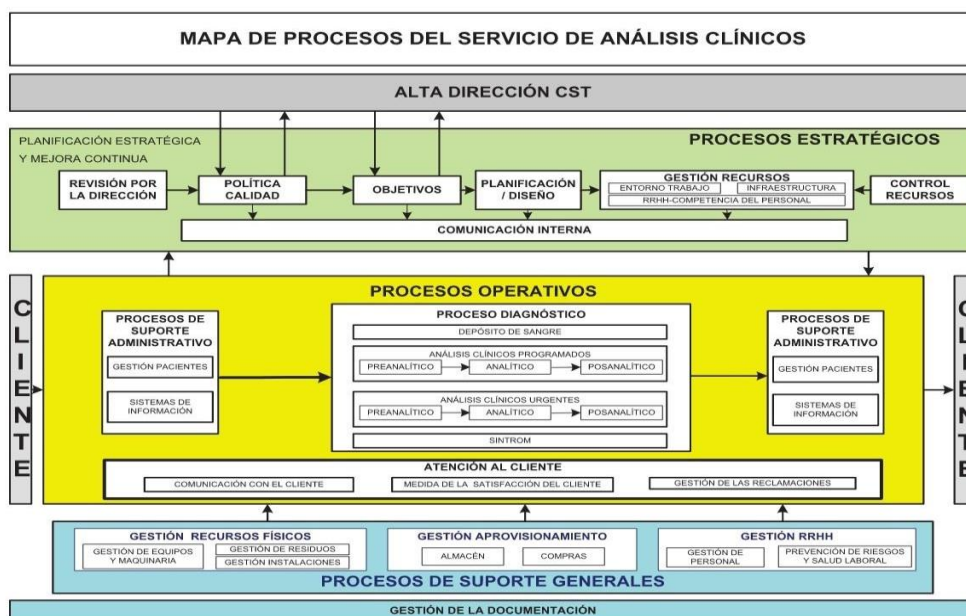 MAPA DE PROCESOS DEL SERVICIO DE ANÁLISIS CLÍNICOS
ALTA DIRECCIÓN CST
PLANIFICACIÓN ESTRATÉGICA
Y MEJORA CONTINUA
PROCESOS ESTRATÉGICOS
REVISIÓN POR
LA DIRECCIÓN
POLÍTICA
CALIDAD
OBJETIVOS
PLANIFICACIÓN
/ DISEÑO
GESTIÓN RECURSOS
ENTORNO TRABAJO
INFRAESTRUCTURA
RRHH-COMPETENCIA DEL PERSONAL
CONTROL
RECURSOS
COMUNICACIÓN INTERNA
CLIENTE
PROCESOS OPERATIVOS
PROCESOS DE
SUPORTE
ADMINISTRATIVO
GESTIÓN PACIENTES
SISTEMAS DE
INFORMACIÓN
PROCESO DIAGNÓSTICO
DEPÓSITO DE SANGRE
ANÁLISIS CLÍNICOS PROGRAMADOS
PREANALÍTICO
ANALÍTICO
POSANALÍTICO
ANÁLISIS CLÍNICOS URGENTES
PREANALÍTICO
ANALÍTICO
POSANALÍTICO
SINTROM
PROCESOS DE
SUPORTE
ADMINISTRATIVO
GESTIÓN PACIENTES
SISTEMAS DE
INFORMACIÓN
CLIENTE
ATENCIÓN AL CLIENTE
COMUNICACIÓN CON EL CLIENTE
MEDIDA DE LA SATISFACCIÓN DEL CLIENTE
GESTIÓN DE LAS RECLAMACIONES
GESTIÓN RECURSOS FÍSICOS
GESTIÓN DE EQUIPOS
Y MAQUINARIA
GESTIÓN DE RESIDUOS
GESTIÓN INSTALACIONES
GESTIÓN APROVISIONAMIENTO
ALMACÉN
COMPRAS
GESTIÓN RRHH
GESTIÓN DE
PERSONAL
PREVENCIÓN DE RIESGOS
Y SALUD LABORAL
PROCESOS DE SUPORTE GENERALES
GESTIÓN DE LA DOCUMENTACIÓN